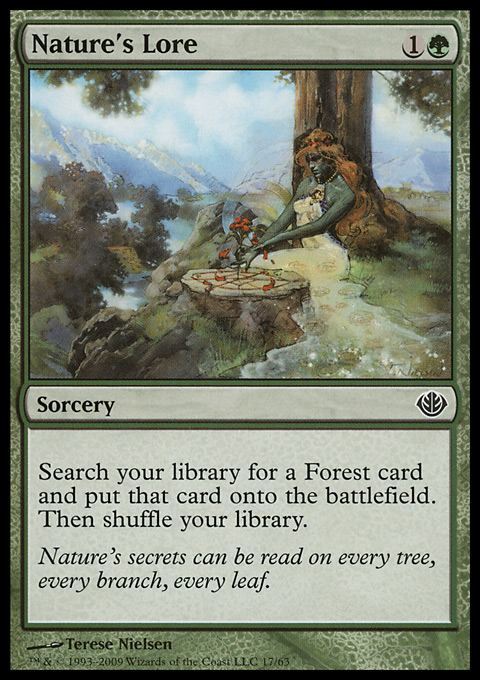 Nature's Lore 1
Sorcery
Search your library for a Forest card
and put that card onto the battlefield.
Then shuffle your library.
Nature's secrets can be read on every tree,
every branch, every leaf.
Terese Nielsen
™ & © 1993–2009 Wizards of the Coast LLC 17/63